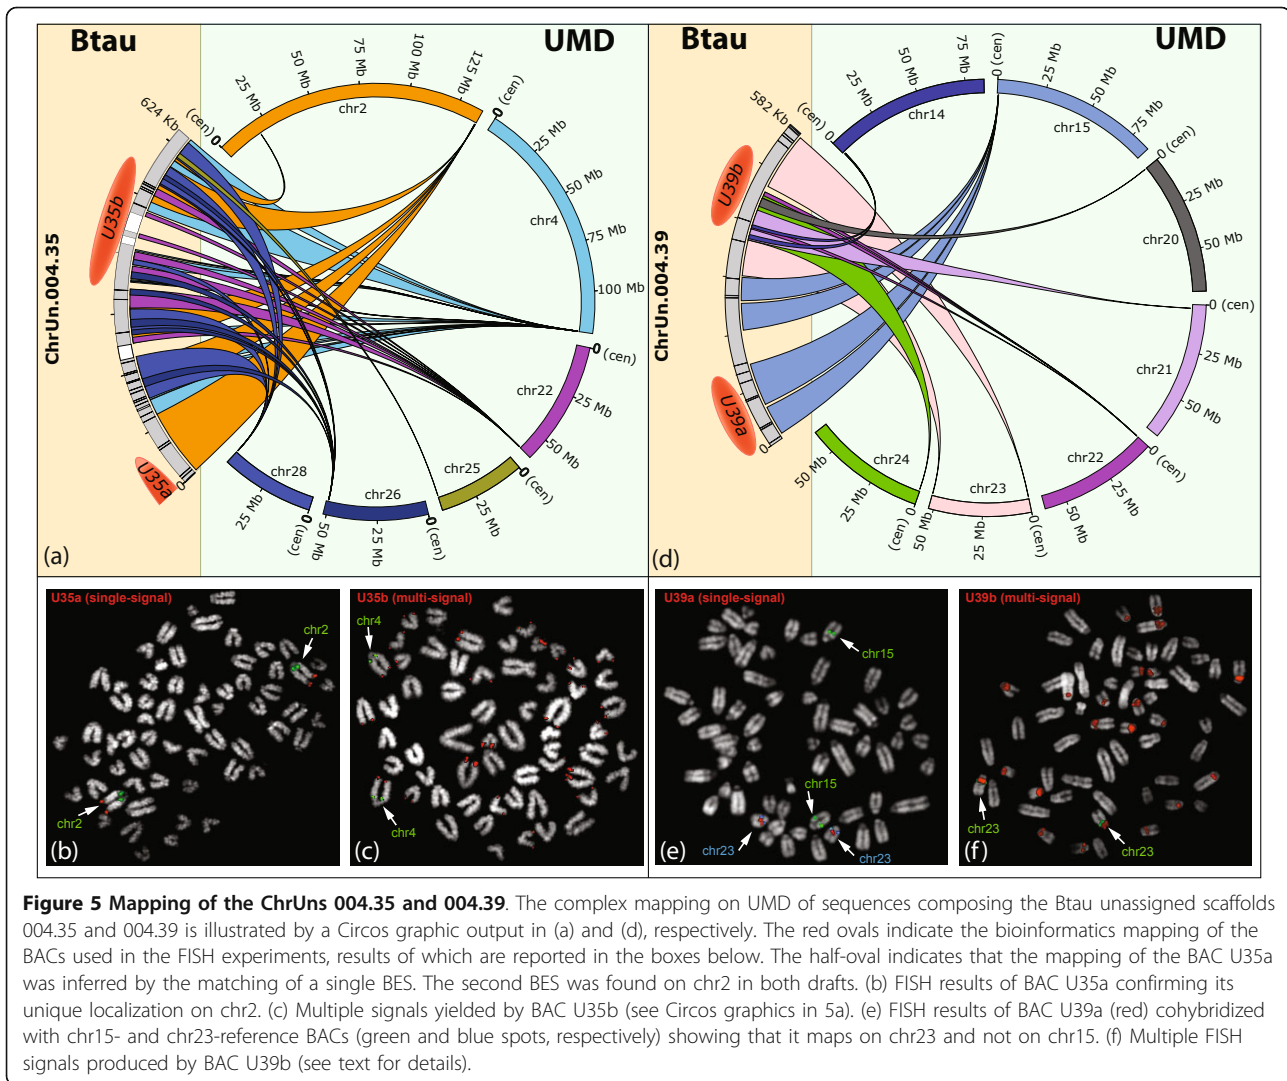 Btau
UMD
ChrUn.004.35
U35b
U35a
624 Kb
0
(cen) 0
25 Mb
50 Mb
75 Mb
100 Mb
125 Mb
chr2
0 (cen)
25 Mb
50 Mb
75 Mb
100 Mb
chr4
0 (cen)
25 Mb
50 Mb
chr22
0 (cen)
25 Mb
chr25
0 (cen)
25 Mb
50 Mb
chr26
0 (cen)
25 Mb
chr28
(a)
Btau
UMD
ChrUn.004.39
U39b
U39a
582 Kb
0
(cen) 0
25 Mb
50 Mb
75 Mb
chr14
0 (cen)
25 Mb
50 Mb
75 Mb
chr15
0 (cen)
25 Mb
50 Mb
chr20
0 (cen)
25 Mb
50 Mb
chr21
0 (cen)
25 Mb
50 Mb
chr22
0 (cen)
25 Mb
50 Mb
chr23
(cen) 0
25 Mb
50 Mb
chr24
(d)
U35a (single-signal)
chr2
chr2
(b)
U35b (multi-signal)
chr4
chr4
(c)
U39a (single-signal)
chr15
chr15
chr23
chr23
(e)
U39b (multi-signal)
chr23
chr23
(f)
Figure 5 Mapping of the ChrUns 004.35 and 004.39. The complex mapping on UMD of sequences composing the Btau unassigned scaffolds
004.35 and 004.39 is illustrated by a Circos graphic output in (a) and (d), respectively. The red ovals indicate the bioinformatics mapping of the
BACs used in the FISH experiments, results of which are reported in the boxes below. The half-oval indicates that the mapping of the BAC U35a
was inferred by the matching of a single BES. The second BES was found on chr2 in both drafts. (b) FISH results of BAC U35a confirming its
unique localization on chr2. (c) Multiple signals yielded by BAC U35b (see Circos graphics in 5a). (e) FISH results of BAC U39a (red) cohybridized
with chr15- and chr23-reference BACs (green and blue spots, respectively) showing that it maps on chr23 and not on chr15. (f) Multiple FISH
signals produced by BAC U39b (see text for details).